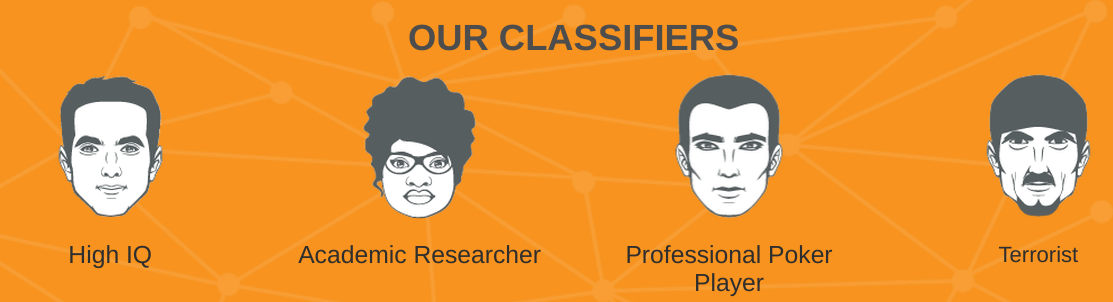 OUR CLASSIFIERS
High IQ
Academic Researcher
Professional Poker
Player
Terrorist